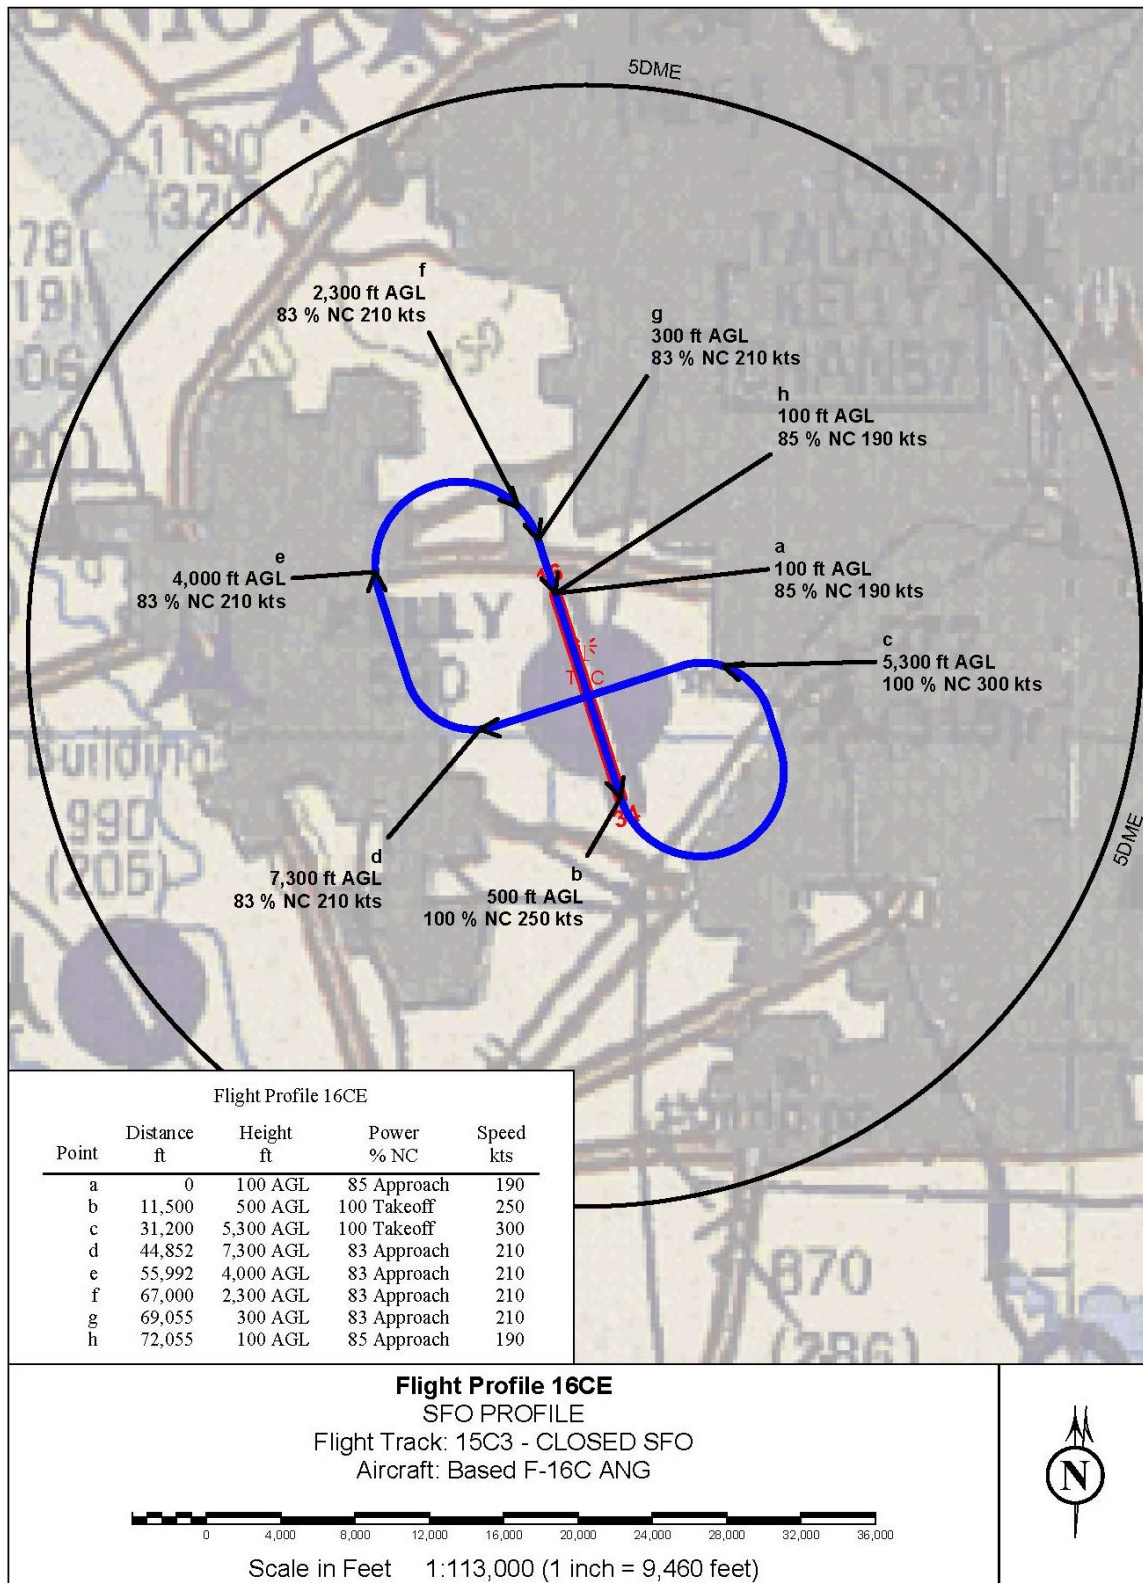 5DME
1180
(320)
f
2,300 ft AGL
83 % NC 210 kts
g
300 ft AGL
83 % NC 210 kts
h
100 ft AGL
85 % NC 190 kts
a
100 ft AGL
85 % NC 190 kts
e
4,000 ft AGL
83 % NC 210 kts
c
5,300 ft AGL
100 % NC 300 kts
Buildings
990
(205)
d
7,300 ft AGL
83 % NC 210 kts
b
500 ft AGL
100 % NC 250 kts
5DME
870
(286)
Flight Profile 16CE
Point Distance ft Height ft Power % NC Speed kts
a 0 100 AGL 85 Approach 190
b 11,500 500 AGL 100 Takeoff 250
c 31,200 5,300 AGL 100 Takeoff 300
d 44,852 7,300 AGL 83 Approach 210
e 55,992 4,000 AGL 83 Approach 210
f 67,000 2,300 AGL 83 Approach 210
g 69,055 300 AGL 83 Approach 210
h 72,055 100 AGL 85 Approach 190
Flight Profile 16CE
SFO PROFILE
Flight Track: 15C3 - CLOSED SFO
Aircraft: Based F-16C ANG
0 4,000 8,000 12,000 16,000 20,000 24,000 28,000 32,000 36,000
Scale in Feet 1:113,000 (1 inch = 9,460 feet)
N